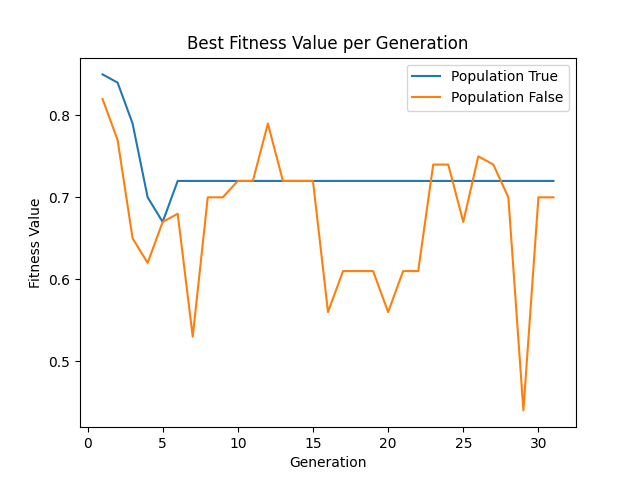 Best Fitness Value per Generation
Population True
Population False
Fitness Value
0.8
0.7
0.6
0.5
0 5 10 15 20 25 30
Generation